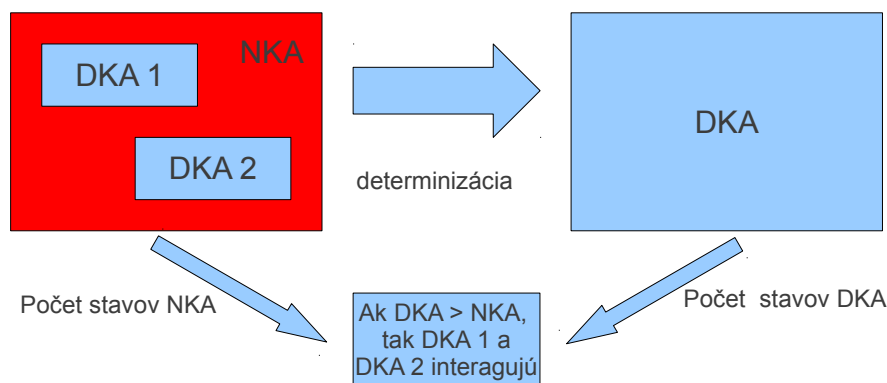 NKA
DKA 1
DKA 2
determinizácia
DKA
Počet stavov NKA
Počet stavov DKA
Ak DKA > NKA,
tak DKA 1 a
DKA 2 interagujú